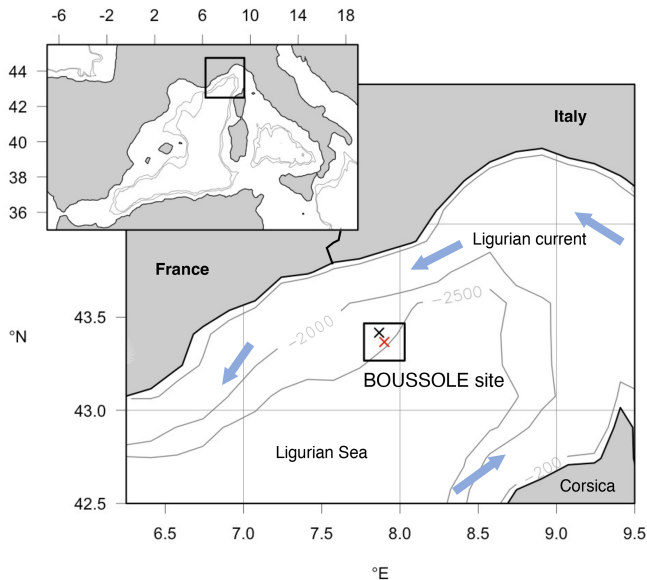 -6 -2 2 6 10 14 18
44
42
40
38
36
Italy
Ligurian current
France
-2500
-2000
°N
43.5
BOUSSOLE site
43.0
Ligurian Sea
-200
Corsica
42.5
6.5 7.0 7.5 8.0 8.5 9.0 9.5
°E